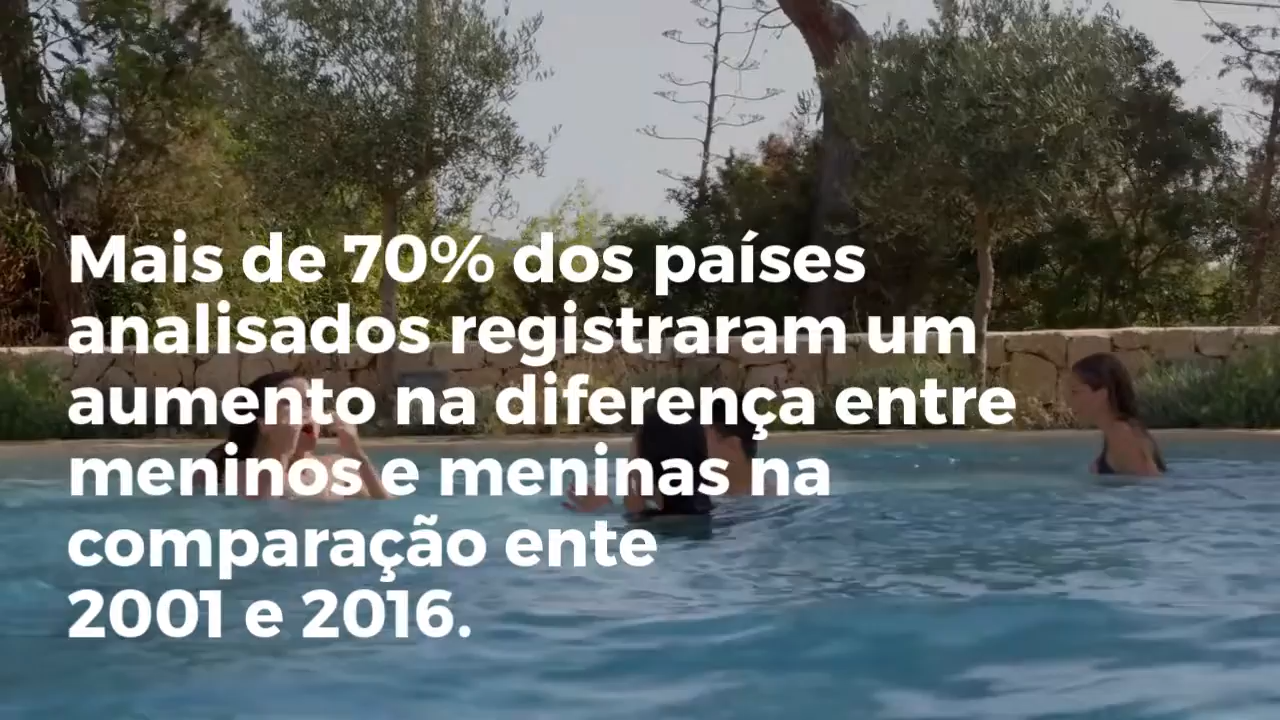 Mais de 70% dos países
analisados registraram um
aumento na diferença entre
meninos e meninas na
comparação ente
2001 e 2016.